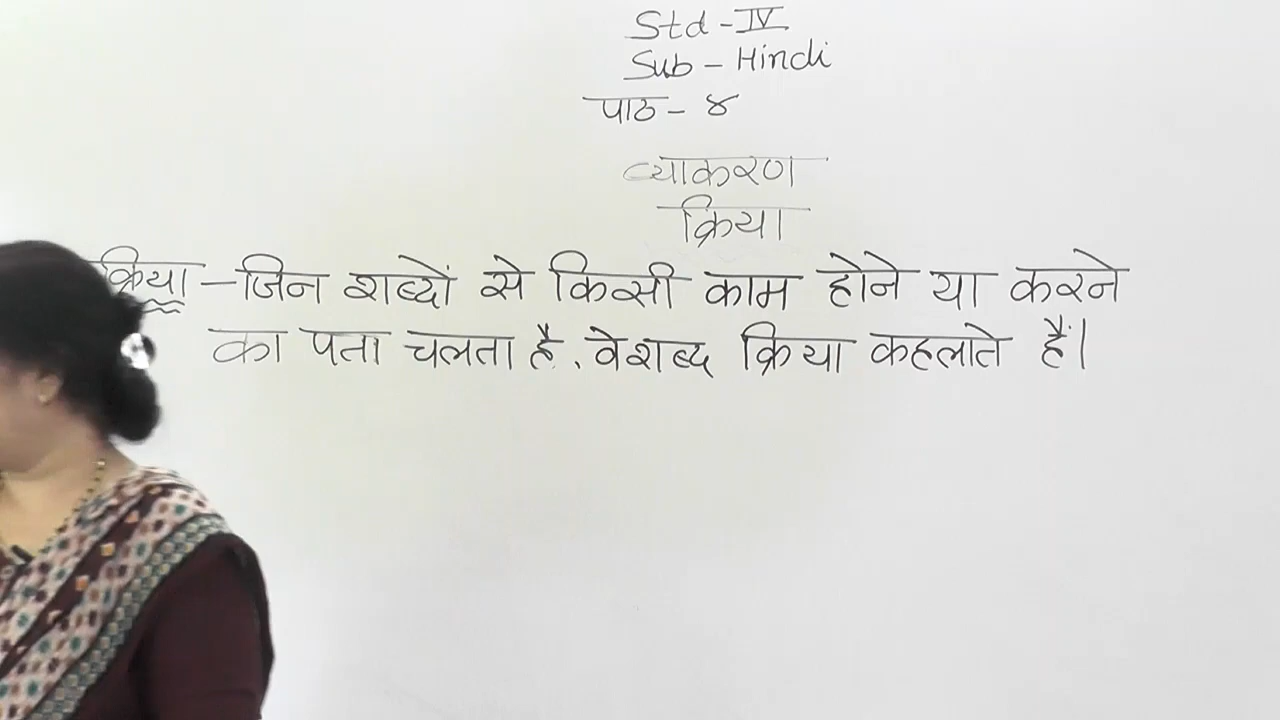 Std - IV
Sub - Hindi
पाठ - ४
व्याकरण
क्रिया
क्रिया - जिन शब्दों से किसी काम होने या करने
का पता चलता है, वे शब्द क्रिया कहलाते हैं।